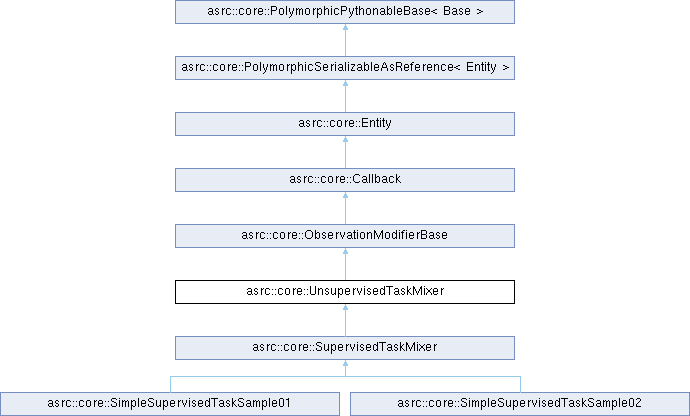 asrc::core::PolymorphicPythonableBase< Base >
asrc::core::PolymorphicSerializableAsReference< Entity >
asrc::core::Entity
asrc::core::Callback
asrc::core::ObservationModifierBase
asrc::core::UnsupervisedTaskMixer
asrc::core::SupervisedTaskMixer
asrc::core::SimpleSupervisedTaskSample01
asrc::core::SimpleSupervisedTaskSample02